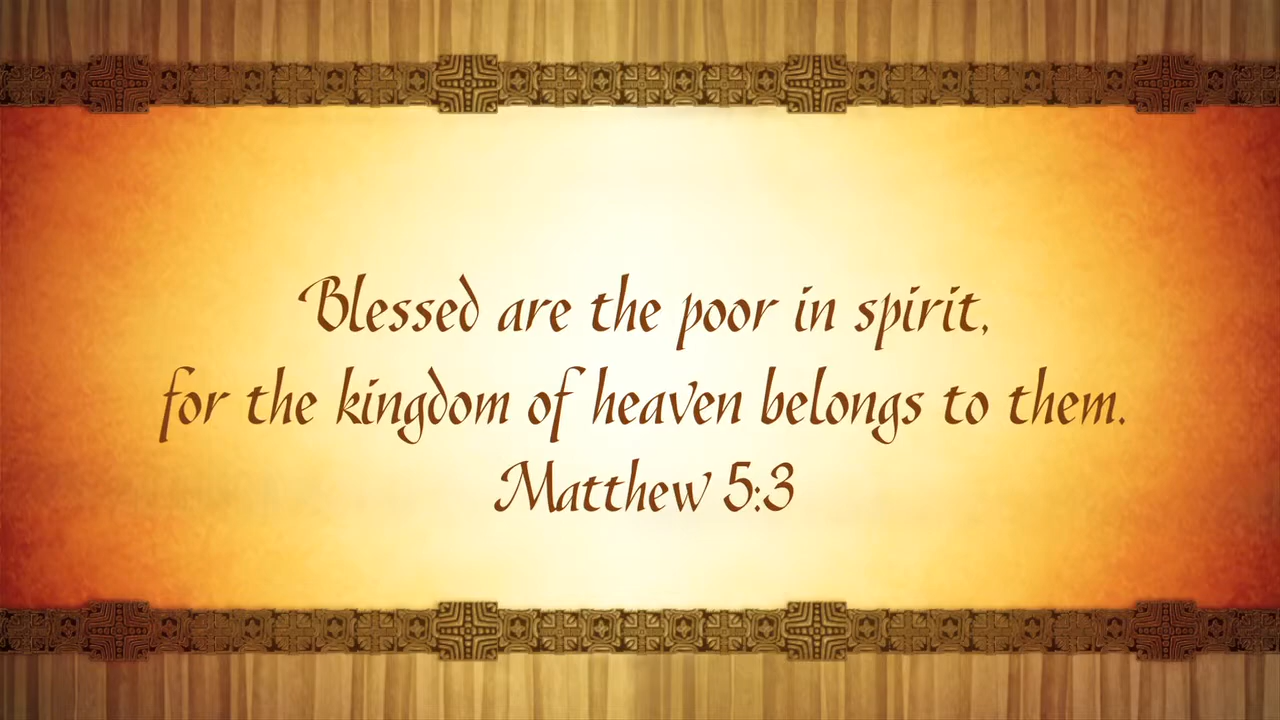 Blessed are the poor in spirit,
for the kingdom of heaven belongs to them.
Matthew 5:3